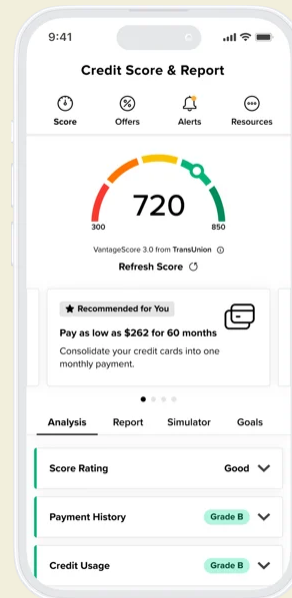 9:41
Credit Score & Report
Score Offers Alerts Resources
720
300 850
VantageScore 3.0 from TransUnion
Refresh Score
Recommended for You
Pay as low as $262 for 60 months
Consolidate your credit cards into one
monthly payment.
Analysis Report Simulator Goals
Score Rating Good
Payment History Grade B
Credit Usage Grade B